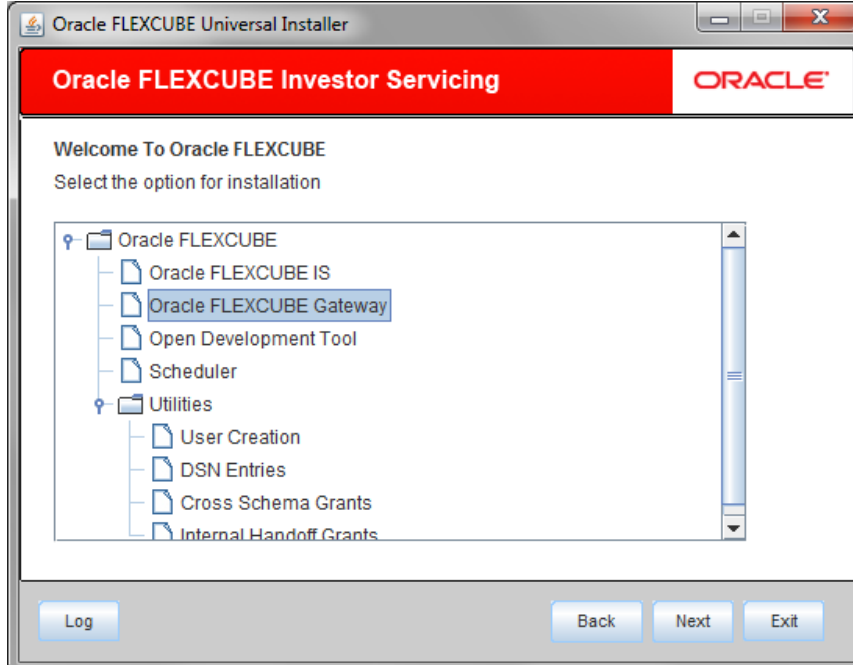 Oracle FLEXCUBE Universal Installer
Oracle FLEXCUBE Investor Servicing
ORACLE
Welcome To Oracle FLEXCUBE
Select the option for installation
Oracle FLEXCUBE
Oracle FLEXCUBE IS
Oracle FLEXCUBE Gateway
Open Development Tool
Scheduler
Utilities
User Creation
DSN Entries
Cross Schema Grants
Internal Handoff Grants
Log Back Next Exit